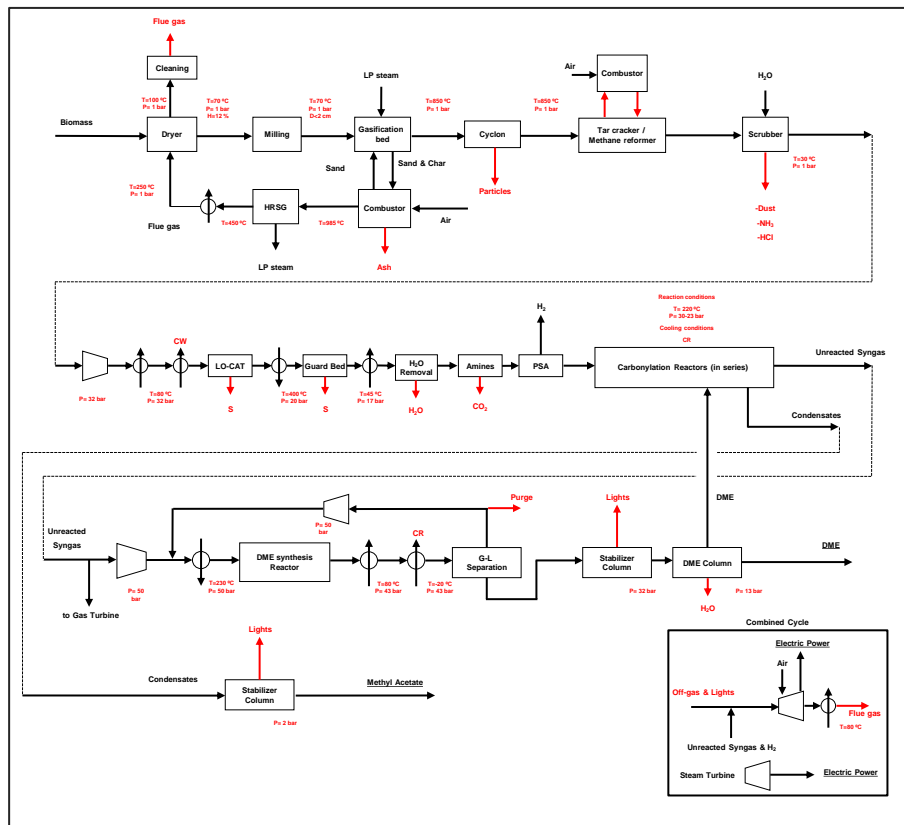 Flue gas
Cleaning
LP steam
Air
Combustor
H2O
T=100 ºC
P= 1 bar
T=70 ºC
P= 1 bar
H=12 %
T=70 ºC
P= 1 bar
D<2 cm
T=850 ºC
P= 1 bar
T=850 ºC
P= 1 bar
Biomass
Dryer
Milling
Gasification
bed
Cyclon
Tar cracker /
Methane reformer
Scrubber
T=30 ºC
P= 1 bar
Sand
Sand & Char
Particles
T=250 ºC
P= 1 bar
HRSG
Combustor
-Dust
-NH3
-HCl
Flue gas
T=450 ºC
T=985 ºC
Air
LP steam
Ash
Reaction conditions
T= 220ºC
P= 30-23 bar
Cooling conditions
CR
H2
CW
Unreacted Syngas
LO-CAT
Guard Bed
H2O
Removal
Amines
PSA
Carbonylation Reactors (in series)
P= 32 bar
T=80 ºC
P= 32 bar
S
T=400 ºC
P= 20 bar
S
T=45 ºC
P= 17 bar
H2O
CO2
Condensates
DME
Purge
Lights
P= 50
bar
CR
Unreacted
Syngas
DME synthesis
Reactor
G-L
Separation
Stabilizer
Column
DME Column
DME
P= 50
bar
T=230 ºC
P= 50 bar
T=80 ºC
P= 43 bar
T=-20 ºC
P= 43 bar
P= 32 bar
H2O
P= 13 bar
to Gas Turbine
Lights
Condensates
Stabilizer
Column
Methyl Acetate
P= 2 bar
Combined Cycle
Electric Power
Air
Off-gas & Lights
Flue gas
T=80 ºC
Unreacted Syngas & H2
Steam Turbine
Electric Power